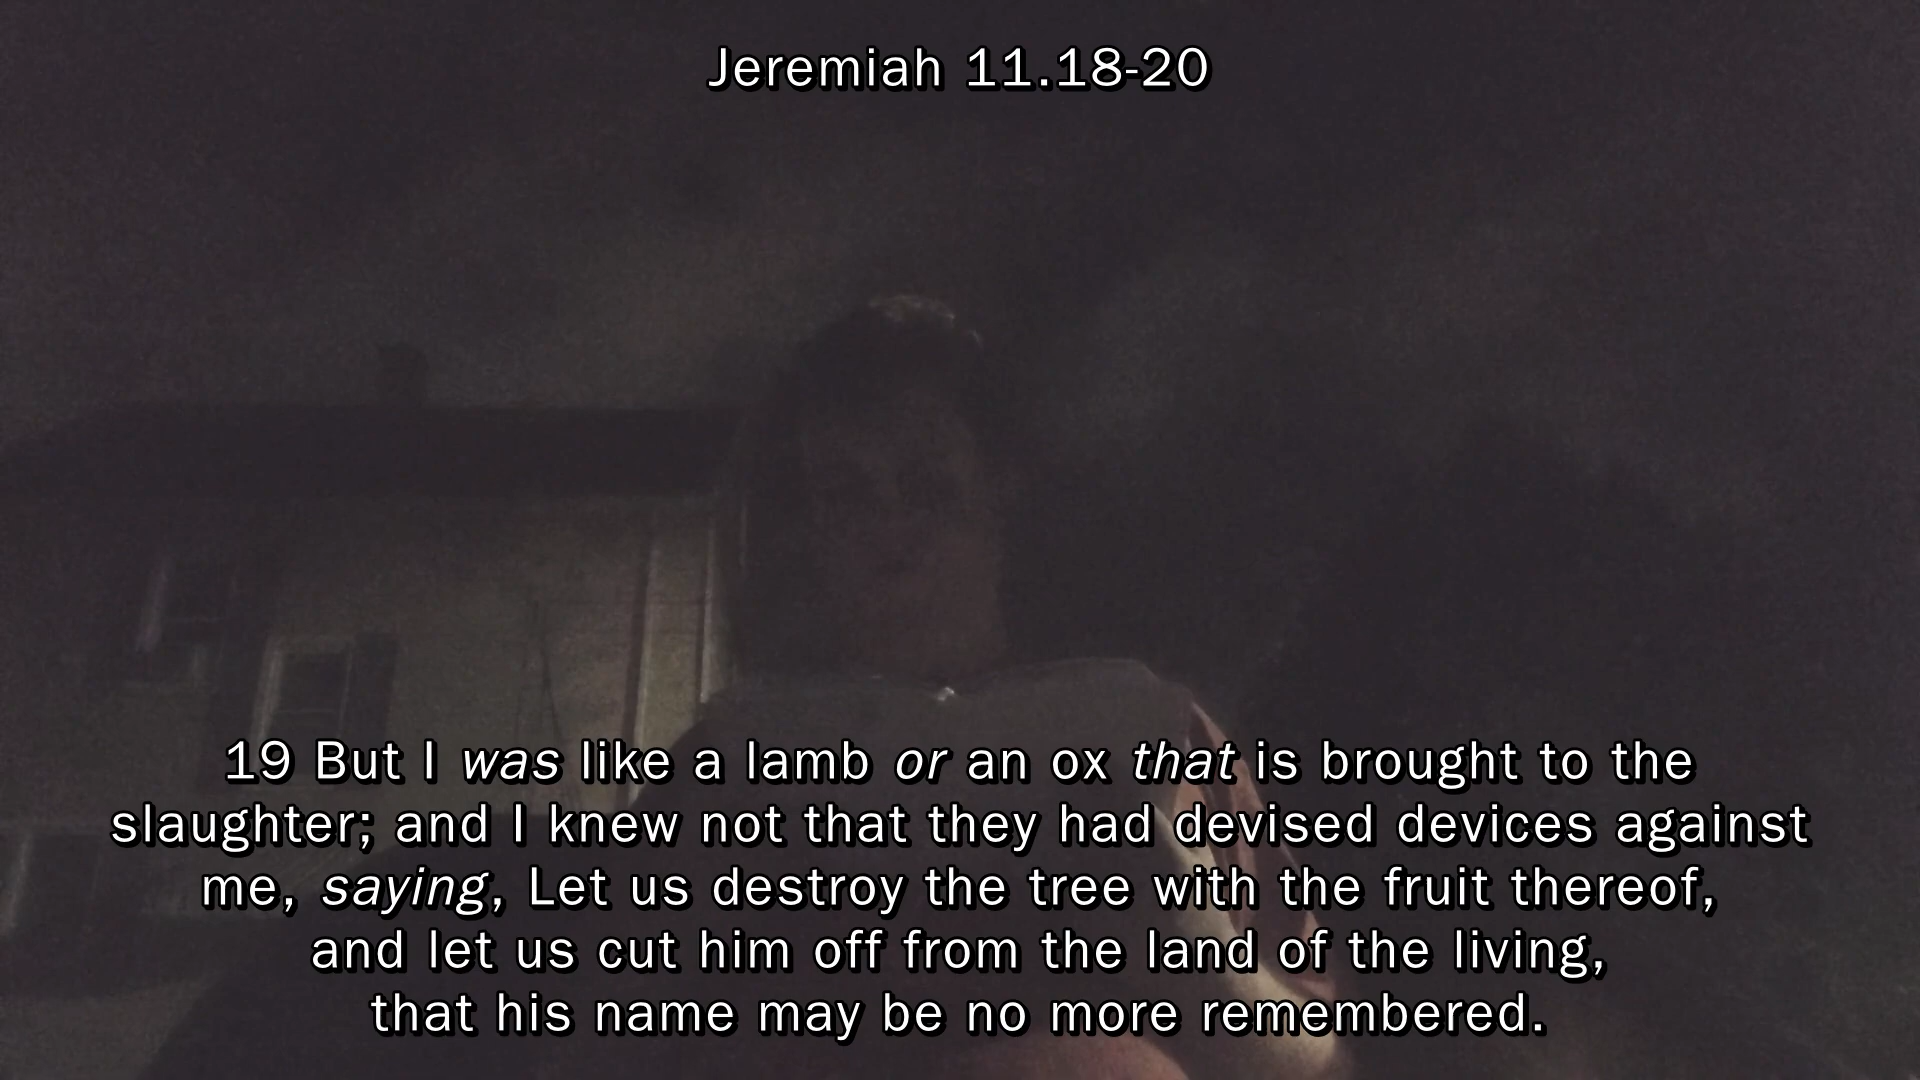 Jeremiah 11.18-20
19 But I was like a lamb or an ox that is brought to the
slaughter; and I knew not that they had devised devices against
me, saying, Let us destroy the tree with the fruit thereof,
and let us cut him off from the land of the living,
that his name may be no more remembered.